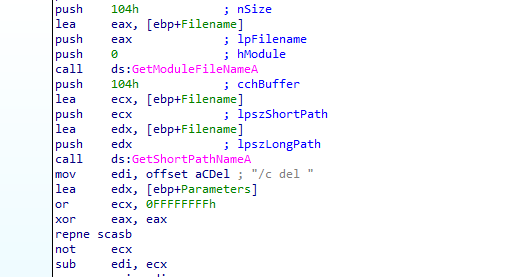 push 104h ; nSize
lea eax, [ebp+Filename]
push eax ; lpFilename
push 0 ; hModule
call ds:GetModuleFileNameA
push 104h ; cchBuffer
lea ecx, [ebp+Filename]
push ecx ; lpszShortPath
lea edx, [ebp+Filename]
push edx ; lpszLongPath
call ds:GetShortPathNameA
mov edi, offset aCDel ; "/c del "
lea edx, [ebp+Parameters]
or ecx, 0FFFFFFFFh
xor eax, eax
repne scasb
not ecx
sub edi, ecx